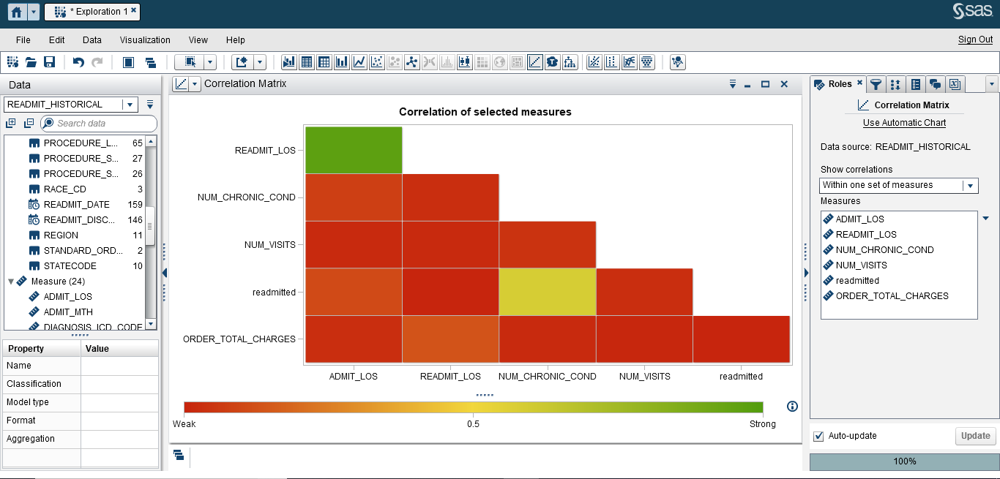 * Exploration 1
sas
File Edit Data Visualization View Help
Sign Out
Data
READMIT_HISTORICAL
Search data
PROCEDURE_L... 65
PROCEDURE_S... 27
PROCEDURE_S... 26
RACE_CD 3
READMIT_DATE 159
READMIT_DISC... 146
REGION 11
STANDARD_ORD... 2
STATECODE 10
Measure (24)
ADMIT_LOS
ADMIT_MTH
DIAGNOSIS_ICD_CODE
Property Value
Name
Classification
Model type
Format
Aggregation
Correlation Matrix
Correlation of selected measures
READMIT_LOS
NUM_CHRONIC_COND
NUM_VISITS
readmitted
ORDER_TOTAL_CHARGES
ADMIT_LOS READMIT_LOS NUM_CHRONIC_COND NUM_VISITS readmitted
Weak 0.5 Strong
Roles
Correlation Matrix
Use Automatic Chart
Data source: READMIT_HISTORICAL
Show correlations
Within one set of measures
Measures
ADMIT_LOS
READMIT_LOS
NUM_CHRONIC_COND
NUM_VISITS
readmitted
ORDER_TOTAL_CHARGES
Auto-update Update
100%